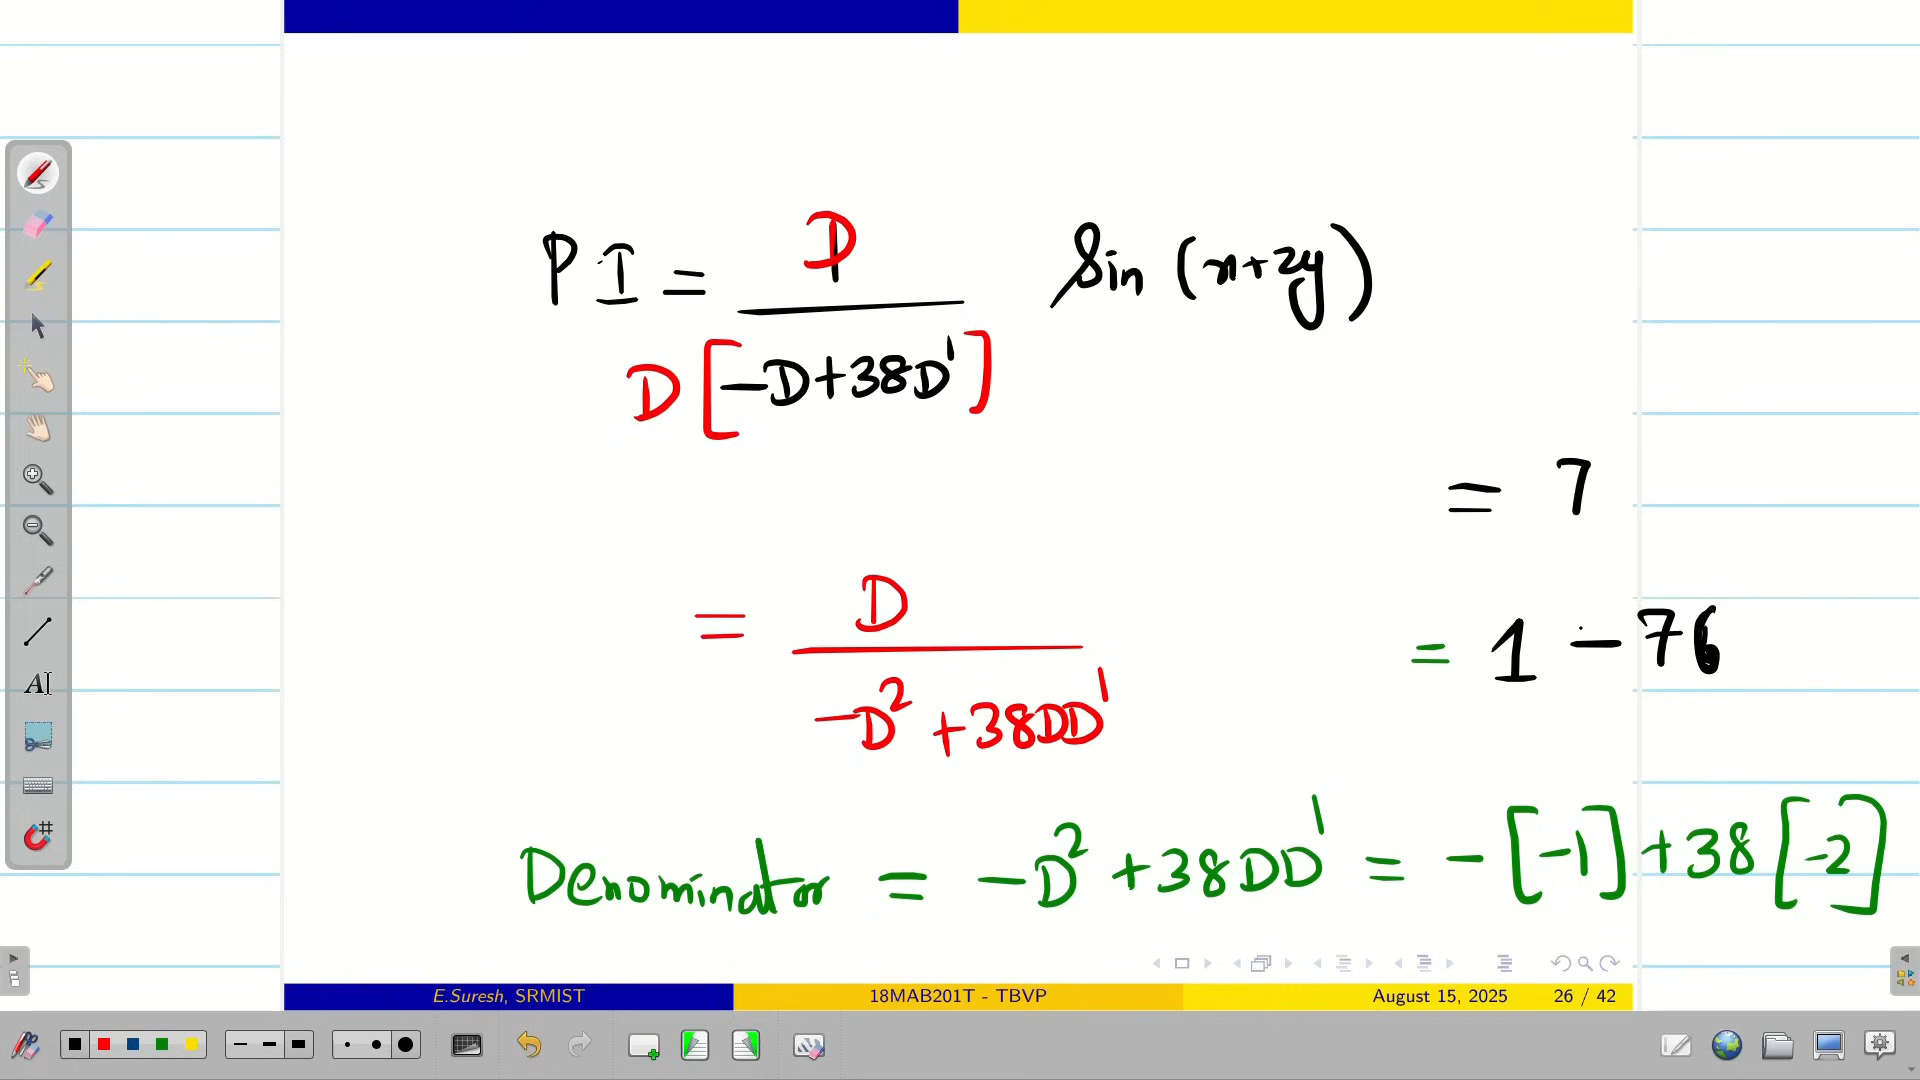 PI = D / D[-D+38D'] Sin (x+2y)
= 7
= D / -D² +38DD'
= 1 - 76
Denominator = -D² +38DD' = -[-1] +38[-2]
E.Suresh, SRMIST 18MAB201T - TBVP August 15, 2025 26 / 42